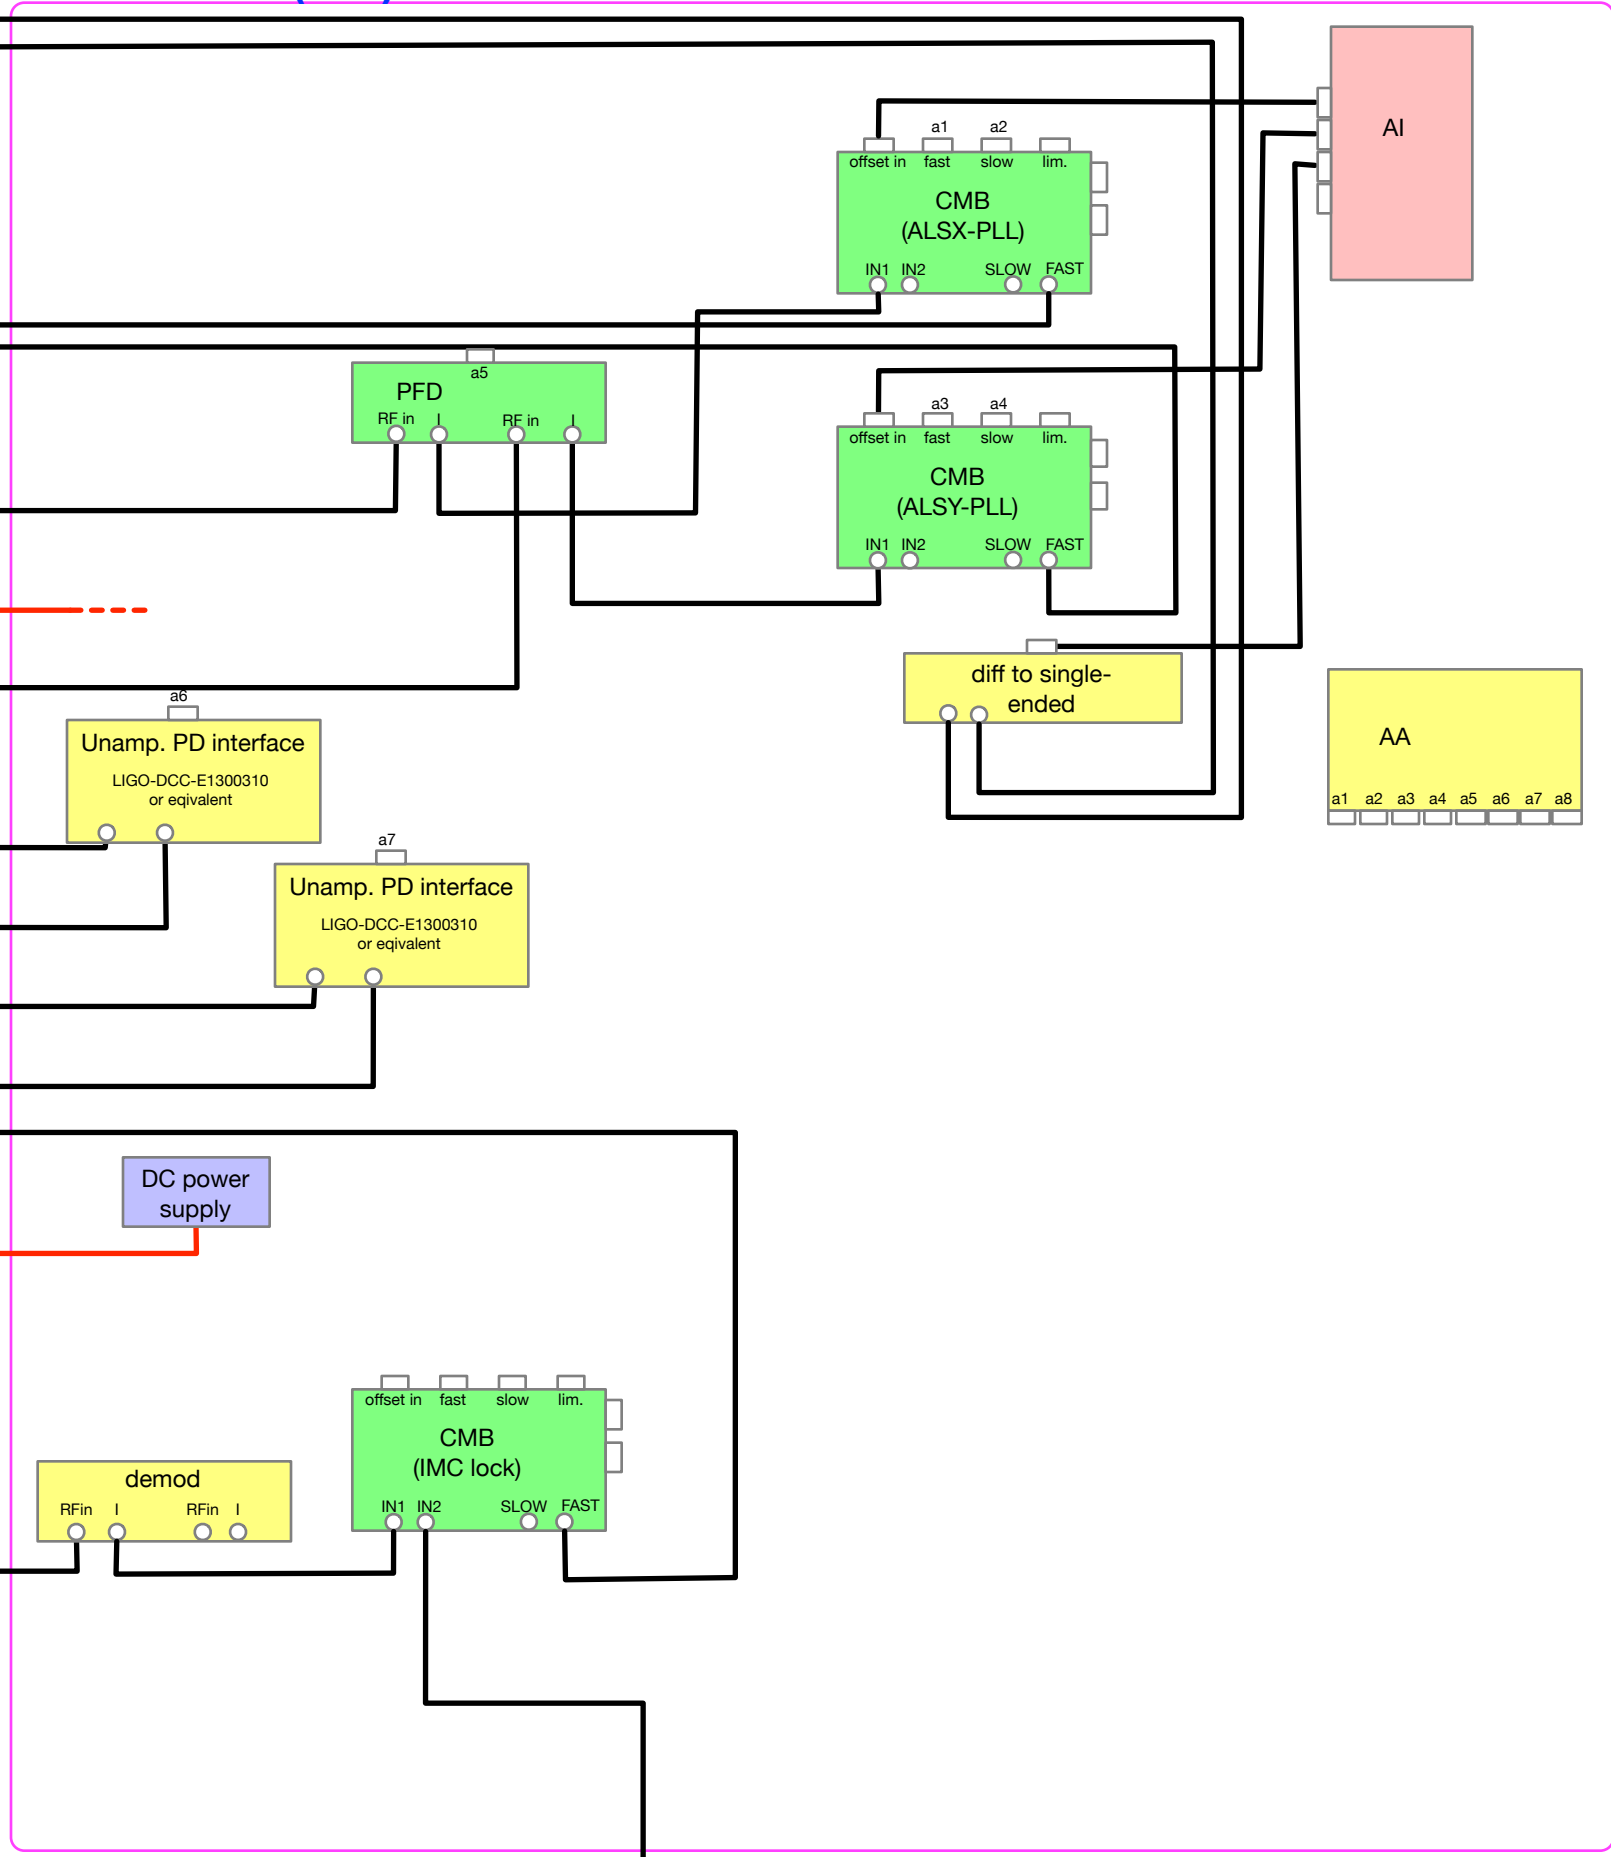 a1 a2
offset in fast slow lim.
CMB
(ALSX-PLL)
IN1 IN2 SLOW FAST
AI
a5
PFD
RF in I RF in I
a3 a4
offset in fast slow lim.
CMB
(ALSY-PLL)
IN1 IN2 SLOW FAST
diff to single-
ended
AA
a1 a2 a3 a4 a5 a6 a7 a8
a6
Unamp. PD interface
LIGO-DCC-E1300310
or eqivalent
a7
Unamp. PD interface
LIGO-DCC-E1300310
or eqivalent
DC power
supply
offset in fast slow lim.
CMB
(IMC lock)
IN1 IN2 SLOW FAST
demod
RFin I RFin I